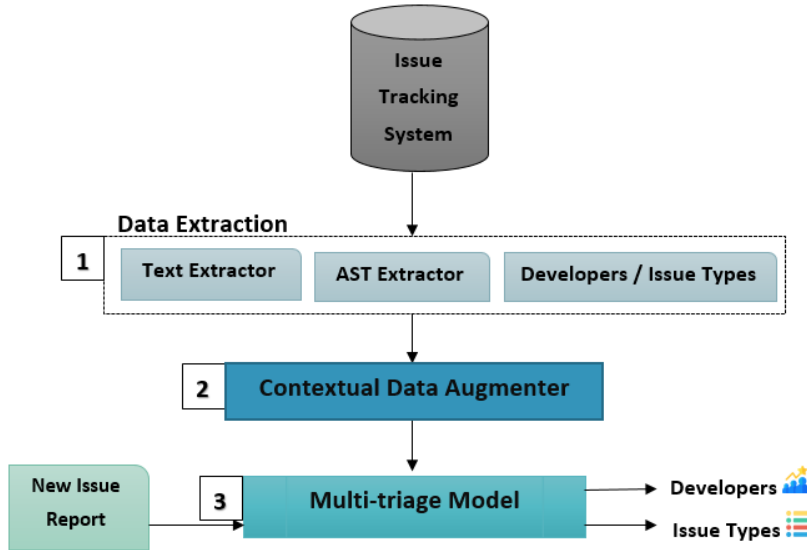 Issue
Tracking
System
Data Extraction
1
Text Extractor
AST Extractor
Developers / Issue Types
2
Contextual Data Augmenter
New Issue
Report
3
Multi-triage Model
Developers
Issue Types